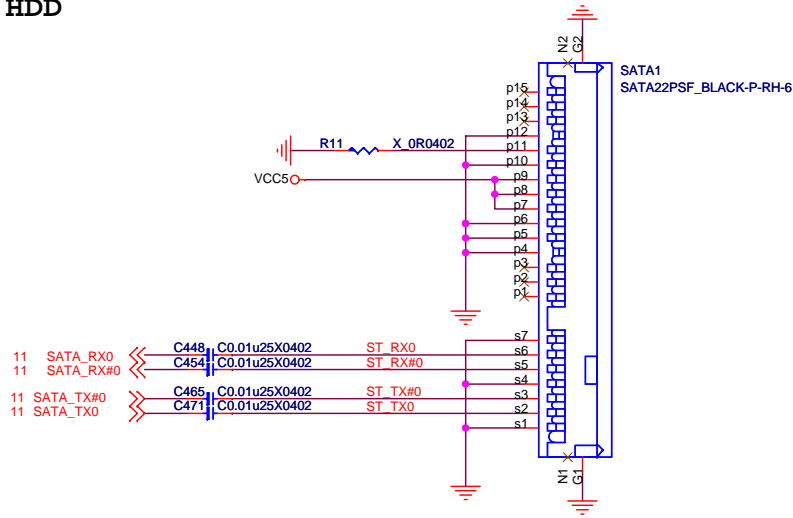 HDD
N2
G2
SATA1
SATA22PSF_BLACK-P-RH-6
p15
p14
p13
p12
R11 X_0R0402 p11
p10
VCC5 p9
p8
p7
p6
p5
p4
p3
p2
p1
s7
11 SATA_RX0 C448 C0.01u25X0402 ST_RX0 s6
11 SATA_RX#0 C454 C0.01u25X0402 ST_RX#0 s5
s4
11 SATA_TX#0 C465 C0.01u25X0402 ST_TX#0 s3
11 SATA_TX0 C471 C0.01u25X0402 ST_TX0 s2
s1
N1
G1